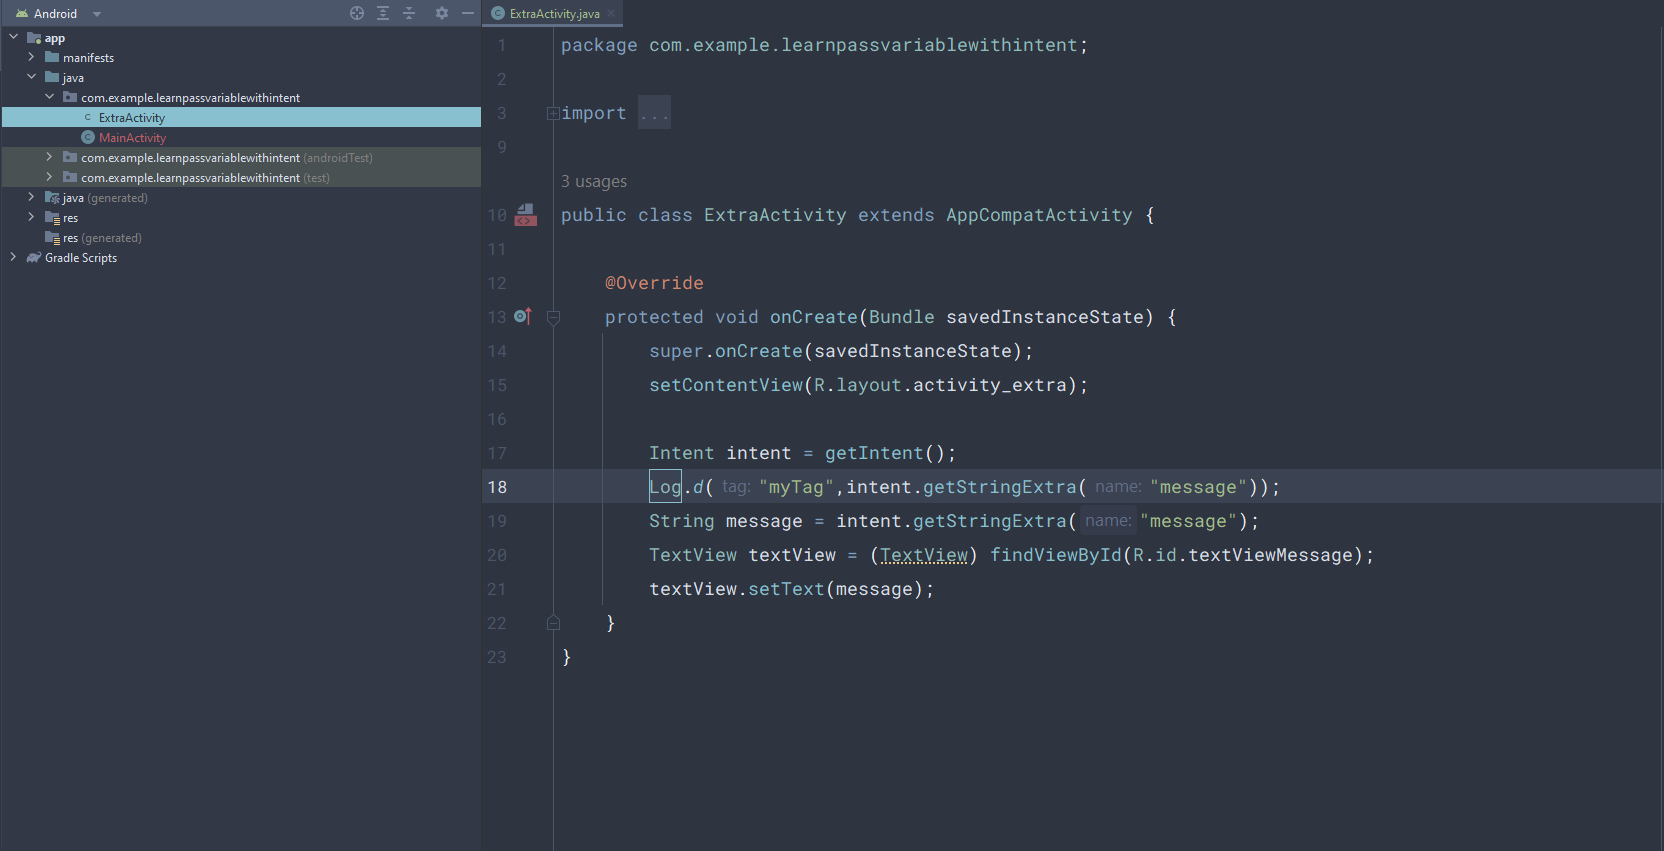 Android
app
manifests
java
com.example.learnpassvariablewithintent
ExtraActivity
MainActivity
com.example.learnpassvariablewithintent (androidTest)
com.example.learnpassvariablewithintent (test)
java (generated)
res
res (generated)
Gradle Scripts
ExtraActivity.java
1 package com.example.learnpassvariablewithintent;
2
3 import ...
9
3 usages
10 public class ExtraActivity extends AppCompatActivity {
11
12 @Override
13 protected void onCreate(Bundle savedInstanceState) {
14 super.onCreate(savedInstanceState);
15 setContentView(R.layout.activity_extra);
16
17 Intent intent = getIntent();
18 Log.d( tag: "myTag",intent.getStringExtra( name: "message"));
19 String message = intent.getStringExtra( name: "message");
20 TextView textView = (TextView) findViewById(R.id.textViewMessage);
21 textView.setText(message);
22 }
23 }